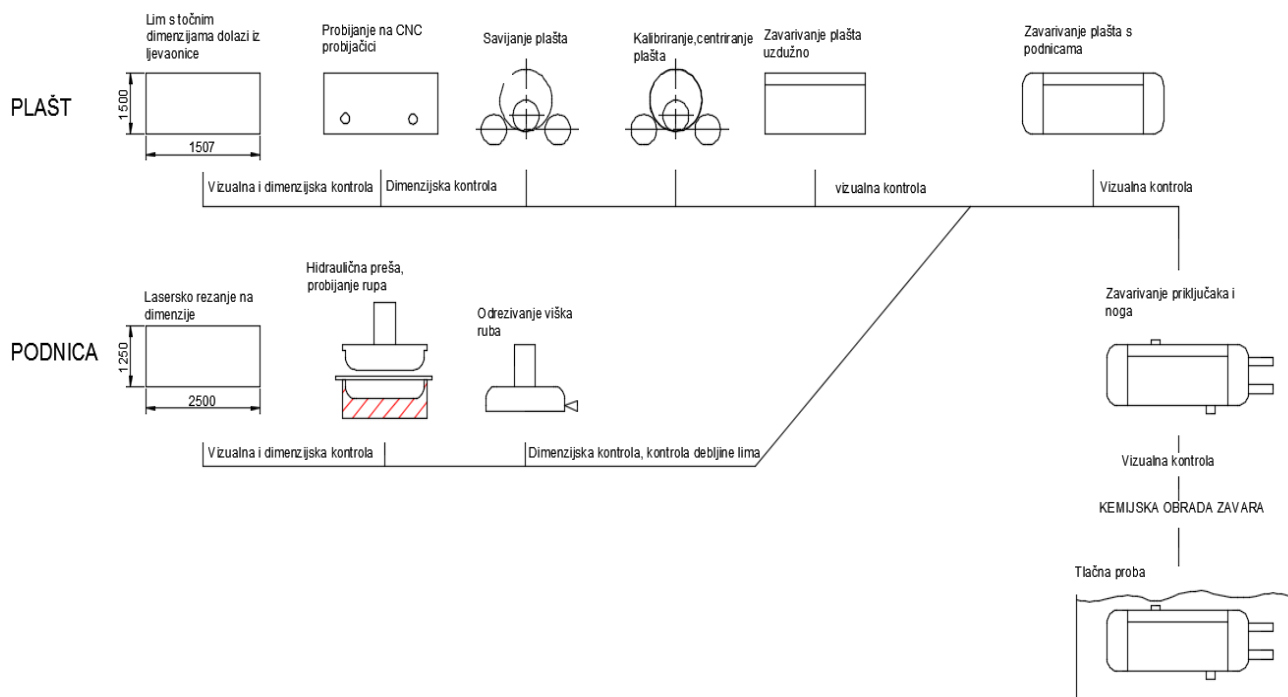 Lim s točnim
dimenzijama dolazi iz
ljevaonice
Probijanje na CNC
probijačici
Savijanje plašta
Kalibriranje,centriranje
plašta
Zavarivanje plašta
uzdužno
Zavarivanje plašta s
podnicama
PLAŠT
1500
1507
Vizualna i dimenzijska kontrola
Dimenzijska kontrola
vizualna kontrola
Vizualna kontrola
Lasersko rezanje na
dimenzije
Hidraulična preša,
probijanje rupa
Odrezivanje viška
ruba
Zavarivanje priključaka i
noga
PODNICA
1250
2500
Vizualna i dimenzijska kontrola
Dimenzijska kontrola, kontrola debljine lima
Vizualna kontrola
KEMIJSKA OBRADA ZAVARA
Tlačna proba